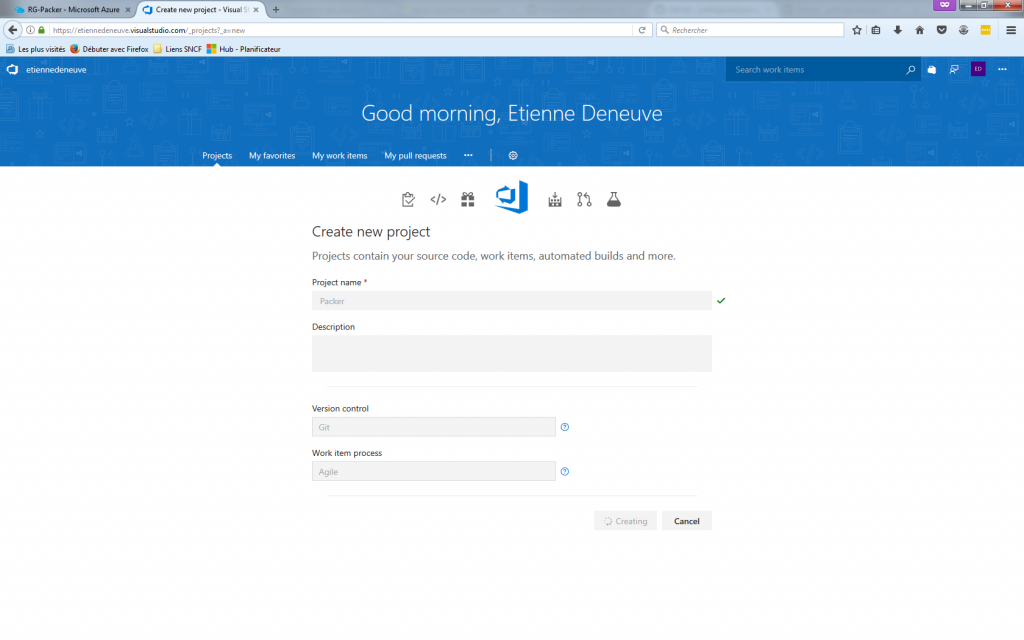 RG-Packer - Microsoft Azure
Create new project - Visual S
https://etiennedeneuve.visualstudio.com/_projects?_a=new
Rechercher
Les plus visités
Débuter avec Firefox
Liens SNCF
Hub - Planificateur
etiennedeneuve
Search work items
ED
Good morning, Etienne Deneuve
Projects My favorites My work items My pull requests
Create new project
Projects contain your source code, work items, automated builds and more.
Project name *
Packer
Description
Version control
Git
Work item process
Agile
Creating Cancel